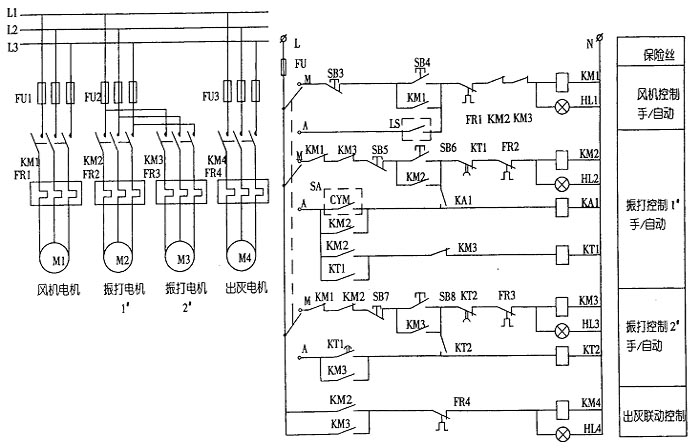 L1
L2
L3
FU1
FU2
FU3
KM1
KM2
KM3
KM4
FR1
FR2
FR3
FR4
M1
M2
M3
M4
风机电机
振打电机
1#
振打电机
2#
出灰电机
L
N
FU
M
SB3
SB4
KM1
FR1 KM2 KM3
KM1
HL1
A
LS
M
KM1
KM3
SB5
SB6
KM2
KT1
FR2
KM2
HL2
SA
A
CYM
KM2
KA1
KA1
KM2
KT1
KM3
KT1
M
KM1
KM2
SB7
SB8
KM3
KT2
FR3
KM3
HL3
A
KT1
KM3
KT2
KT2
KM2
KM3
FR4
KM4
HL4
保险丝
风机控制
手/自动
振打控制1#
手/自动
振打控制2#
手/自动
出灰联动控制